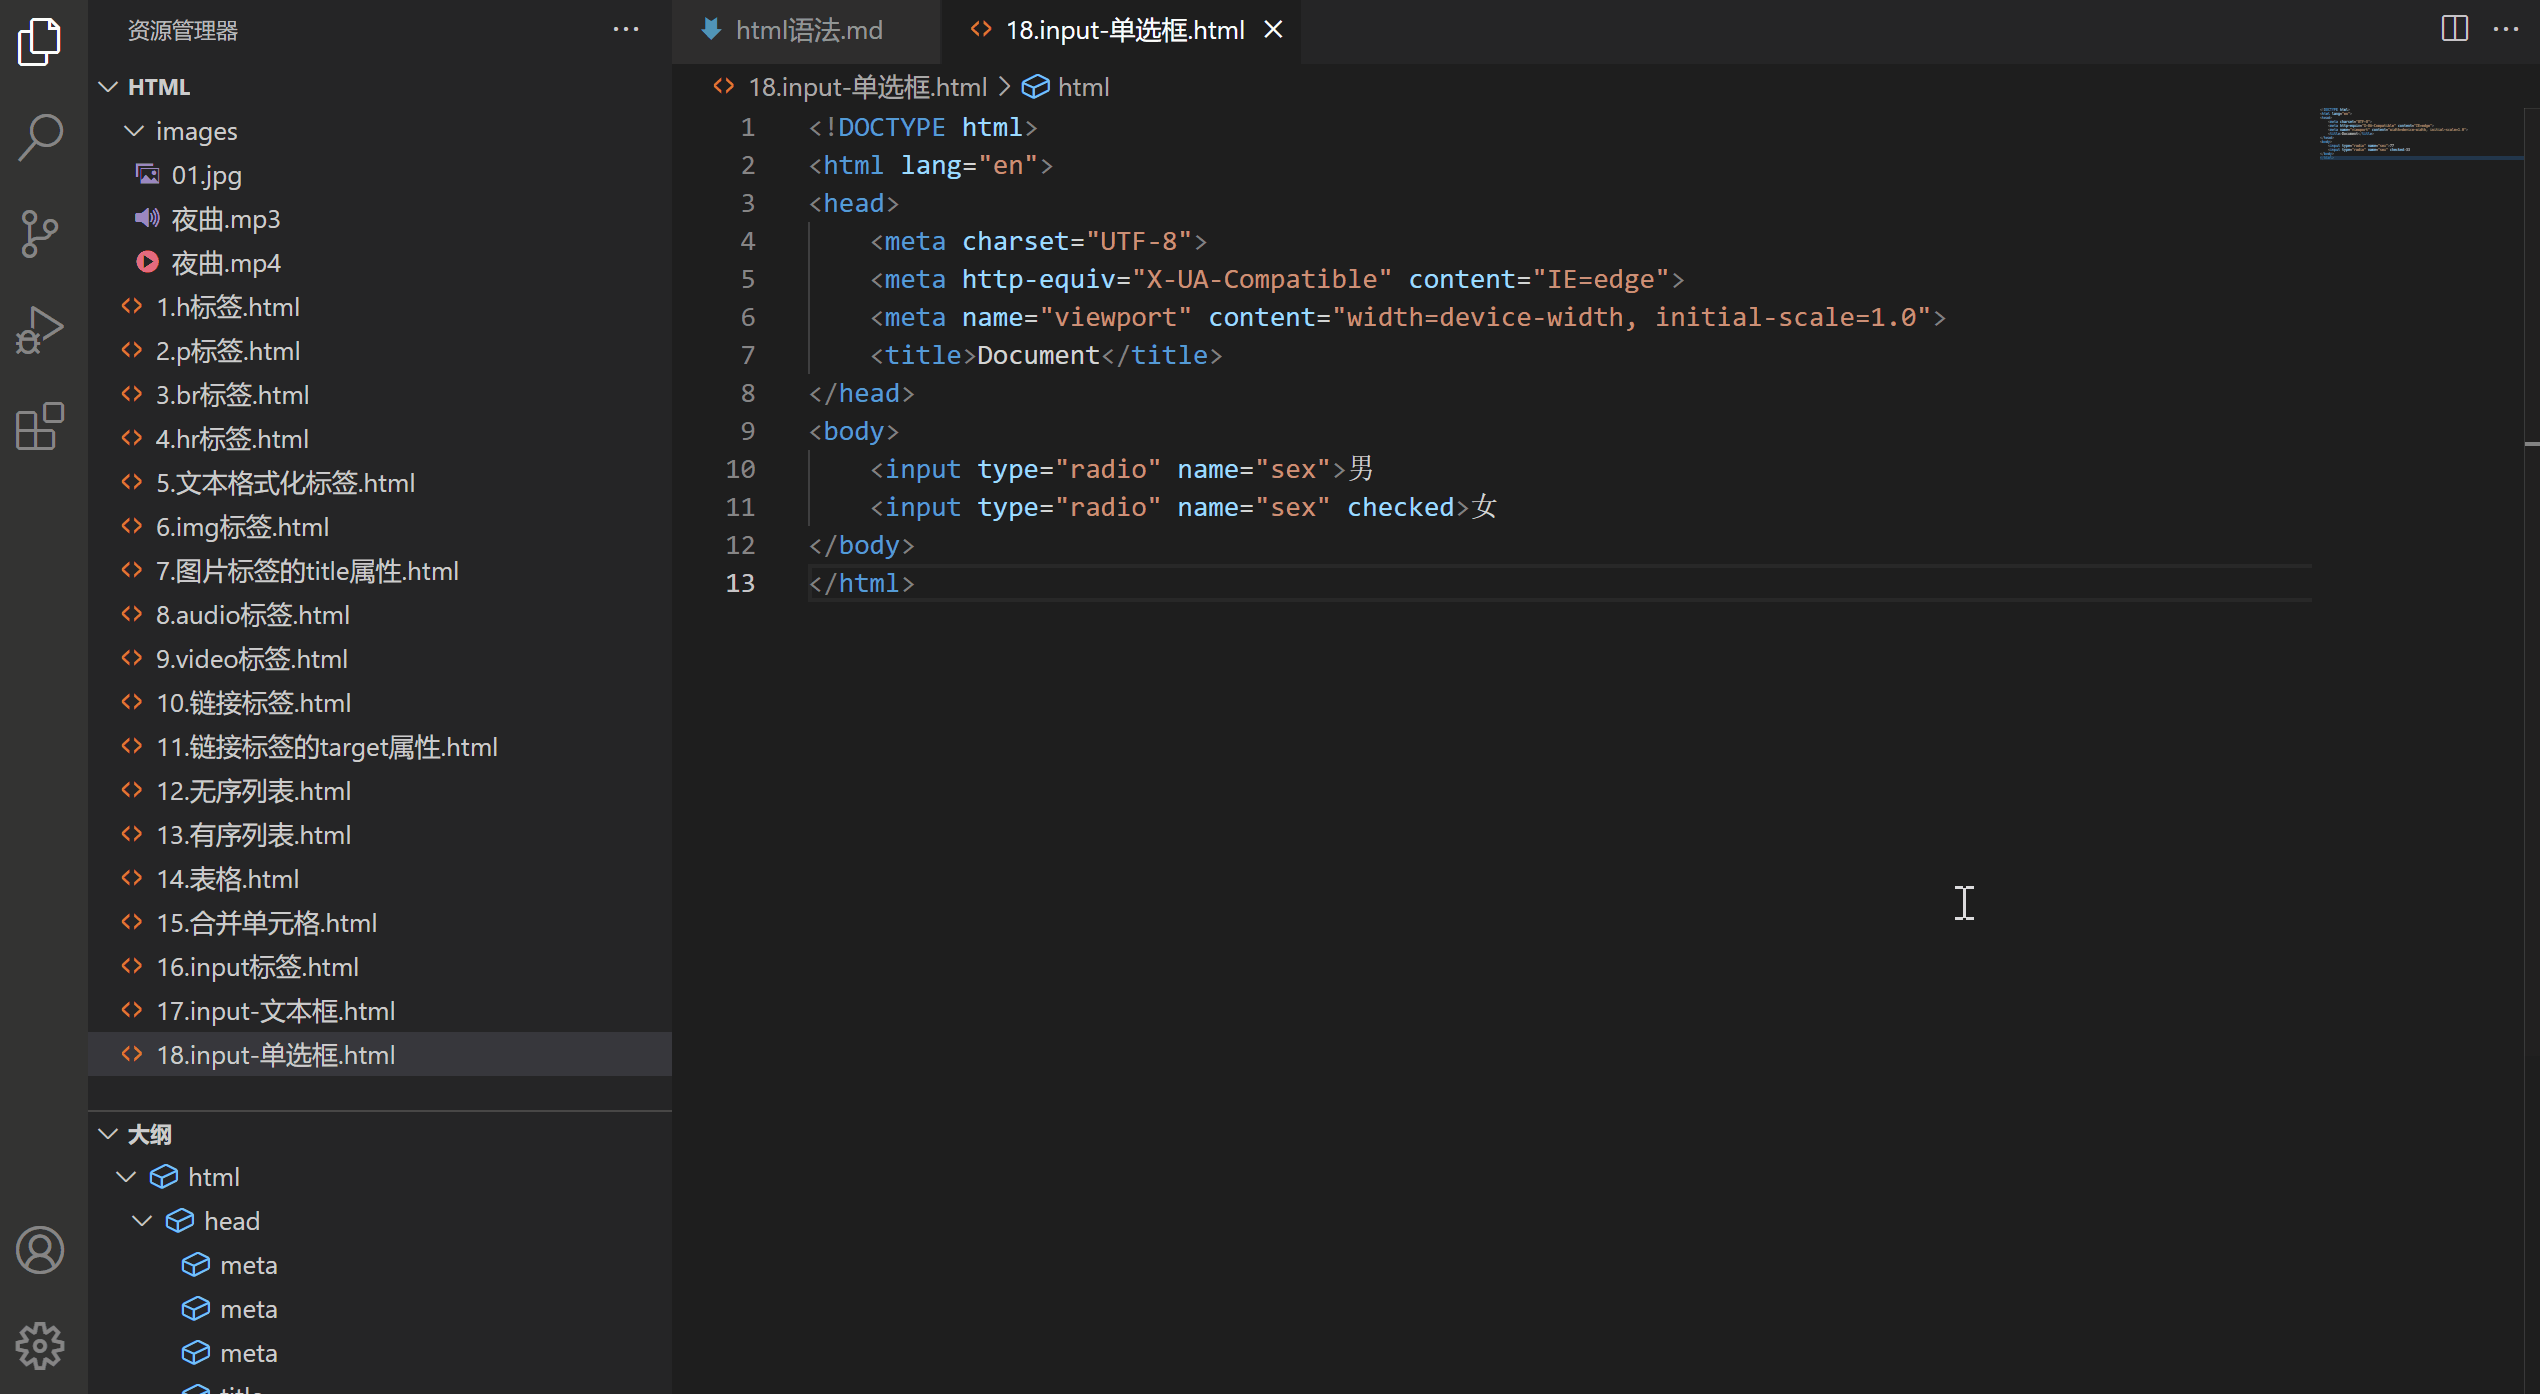 资源管理器
HTML
images
01.jpg
夜曲.mp3
夜曲.mp4
1.h标签.html
2.p标签.html
3.br标签.html
4.hr标签.html
5.文本格式化标签.html
6.img标签.html
7.图片标签的title属性.html
8.audio标签.html
9.video标签.html
10.链接标签.html
11.链接标签的target属性.html
12.无序列表.html
13.有序列表.html
14.表格.html
15.合并单元格.html
16.input标签.html
17.input-文本框.html
18.input-单选框.html
大纲
html
head
meta
meta
meta
title
html语法.md
18.input-单选框.html
18.input-单选框.html > html
1 <!DOCTYPE html>
2 <html lang="en">
3 <head>
4 <meta charset="UTF-8">
5 <meta http-equiv="X-UA-Compatible" content="IE=edge">
6 <meta name="viewport" content="width=device-width, initial-scale=1.0">
7 <title>Document</title>
8 </head>
9 <body>
10 <input type="radio" name="sex">男
11 <input type="radio" name="sex" checked>女
12 </body>
13 </html>